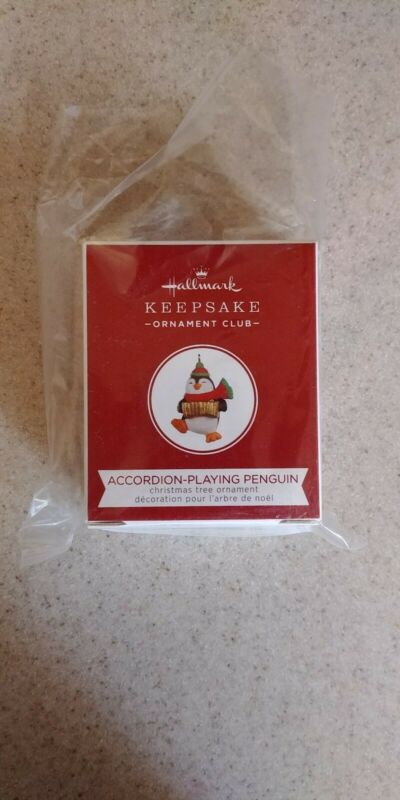 Hallmark
KEEPSAKE
–ORNAMENT CLUB–
ACCORDION-PLAYING PENGUIN
christmas tree ornament
décoration pour l'arbre de noël